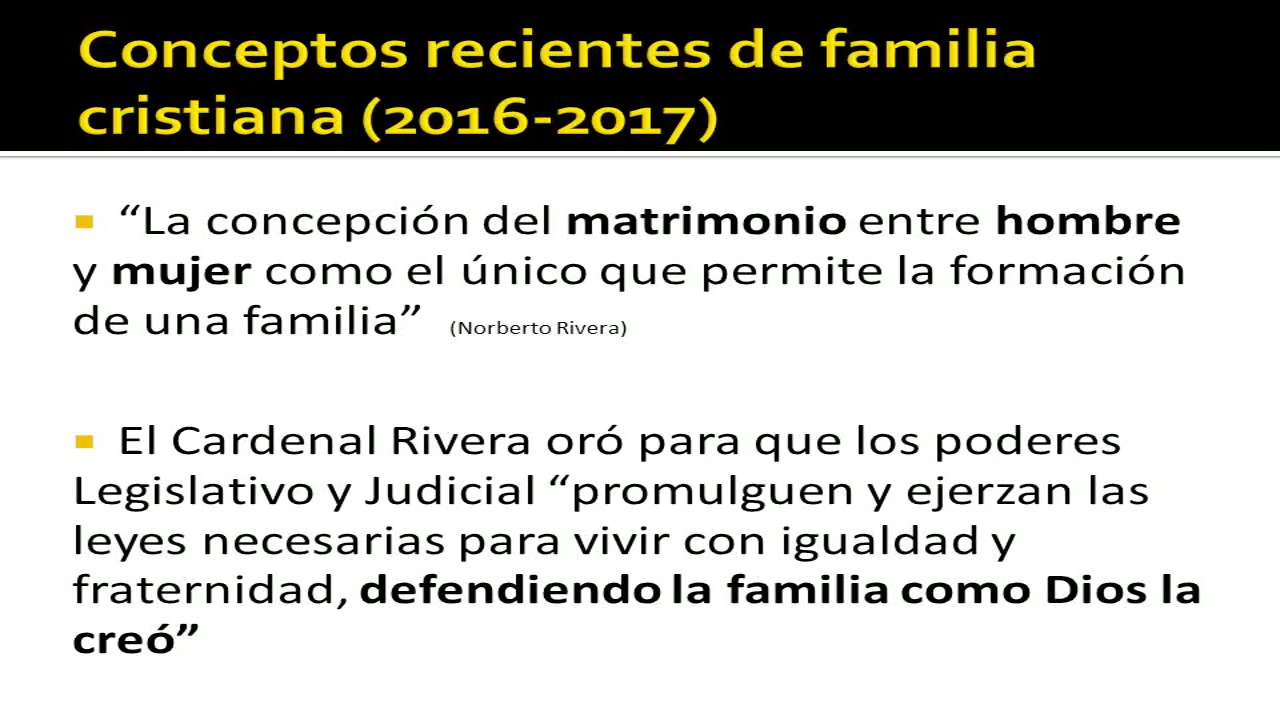 Conceptos recientes de familia
cristiana (2016-2017)
▪ “La concepción del matrimonio entre hombre
y mujer como el único que permite la formación
de una familia” (Norberto Rivera)
▪ El Cardenal Rivera oró para que los poderes
Legislativo y Judicial “promulguen y ejerzan las
leyes necesarias para vivir con igualdad y
fraternidad, defendiendo la familia como Dios la
creó”